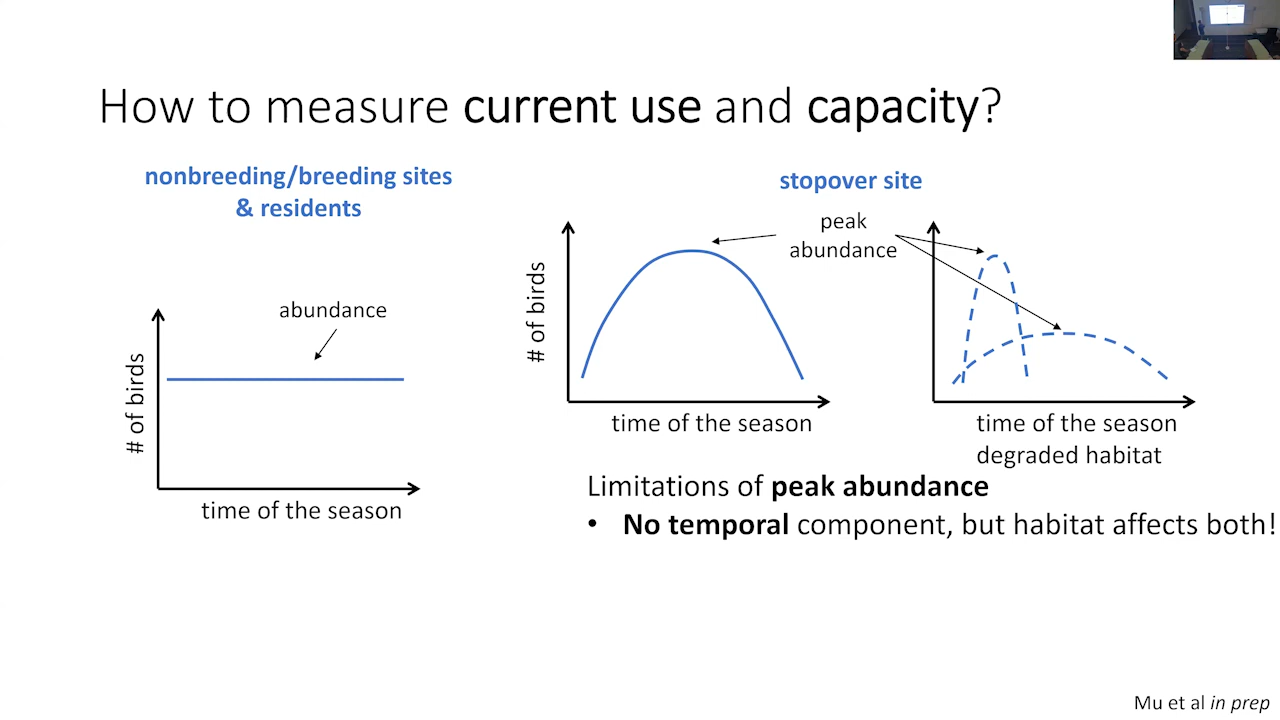 How to measure current use and capacity?
nonbreeding/breeding sites
& residents
abundance
# of birds
time of the season
stopover site
peak
abundance
# of birds
time of the season
time of the season
degraded habitat
Limitations of peak abundance
• No temporal component, but habitat affects both!
Mu et al in prep